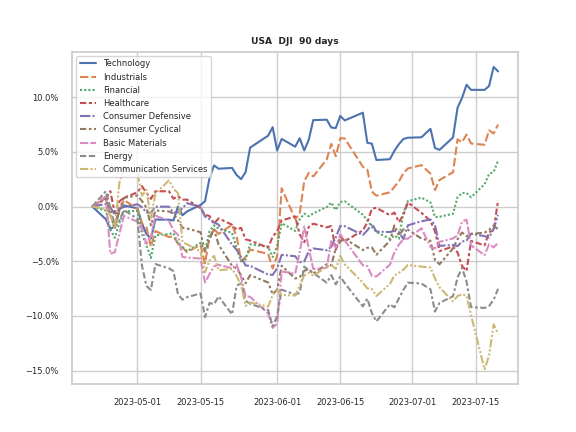 USA  DJI  90 days
Technology
Industrials
Financial
Healthcare
Consumer Defensive
Consumer Cyclical
Basic Materials
Energy
Communication Services
10.0%
5.0%
0.0%
−5.0%
−10.0%
−15.0%
2023-05-01 2023-05-15 2023-06-01 2023-06-15 2023-07-01 2023-07-15